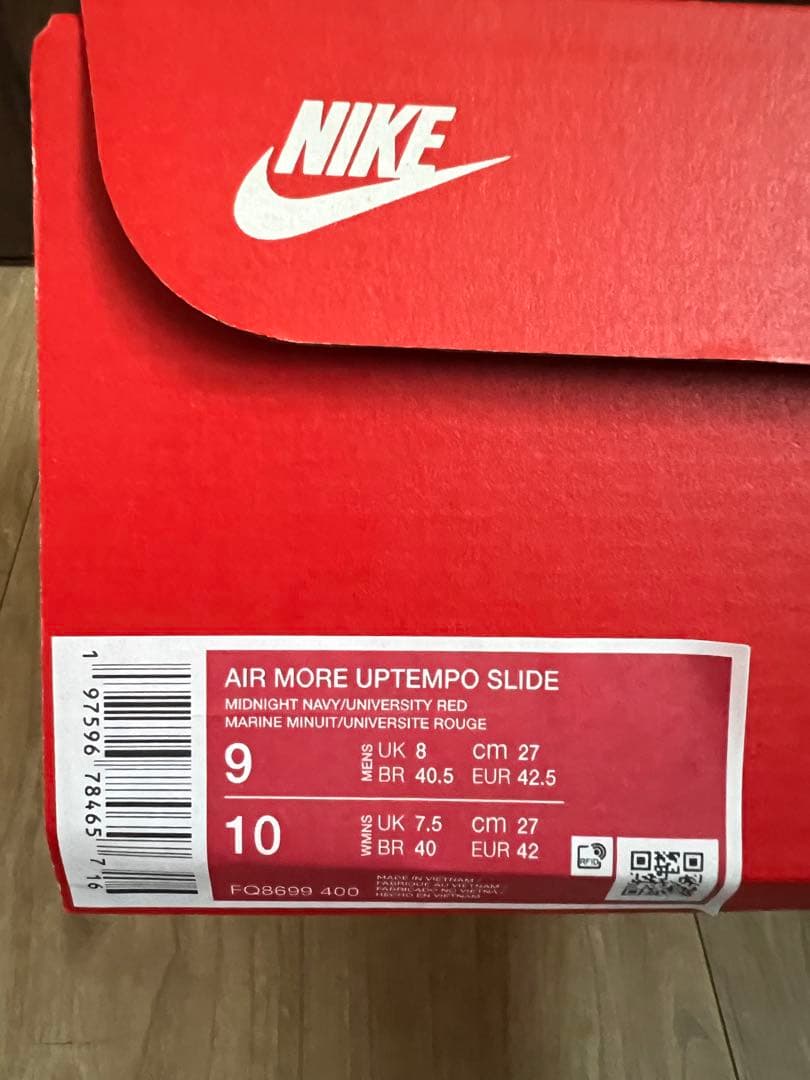 NIKE
1 97596 78465 7 16
AIR MORE UPTEMPO SLIDE
MIDNIGHT NAVY/UNIVERSITY RED
MARINE MINUIT/UNIVERSITE ROUGE
9 MENS UK 8 cm 27
BR 40.5 EUR 42.5
10 WMNS UK 7.5 cm 27
BR 40 EUR 42
RFID
FQ8699 400
MADE IN VIETNAM
FABRIQUE AU VIETNAM
FABRICADO NO VIETNA
HECHO EN VIETNAM